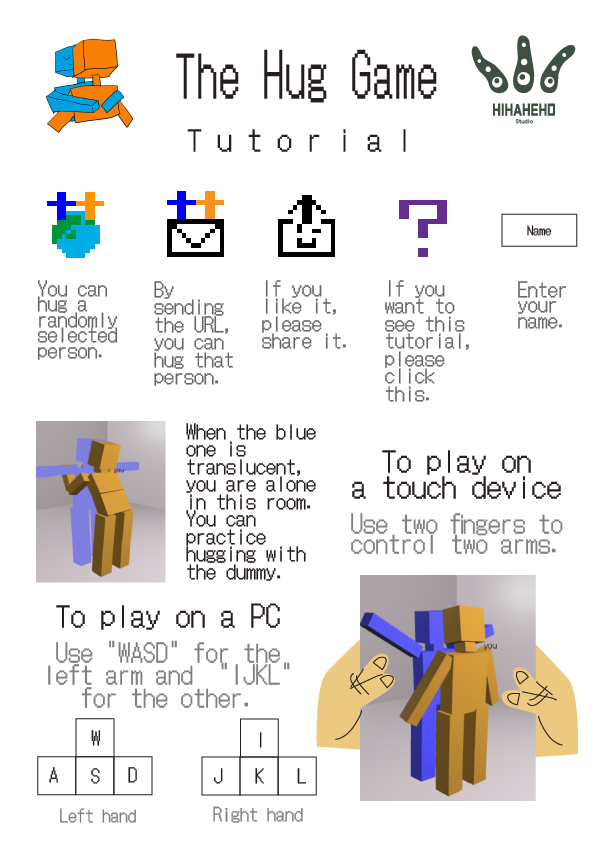 The Hug Game
HIHAHEHO
Studio
Tutorial
Name
You can
hug a
randomly
selected
person.
By
sending
the URL,
you can
hug that
person.
If you
like it,
please
share it.
If you
want to
see this
tutorial,
please
click
this.
Enter
your
name.
you
When the blue
one is
translucent,
you are alone
in this room.
You can
practice
hugging with
the dummy.
To play on
a touch device
Use two fingers to
control two arms.
you
To play on a PC
Use "WASD" for the
left arm and "IJKL"
for the other.
W
A S D
Left hand
I
J K L
Right hand